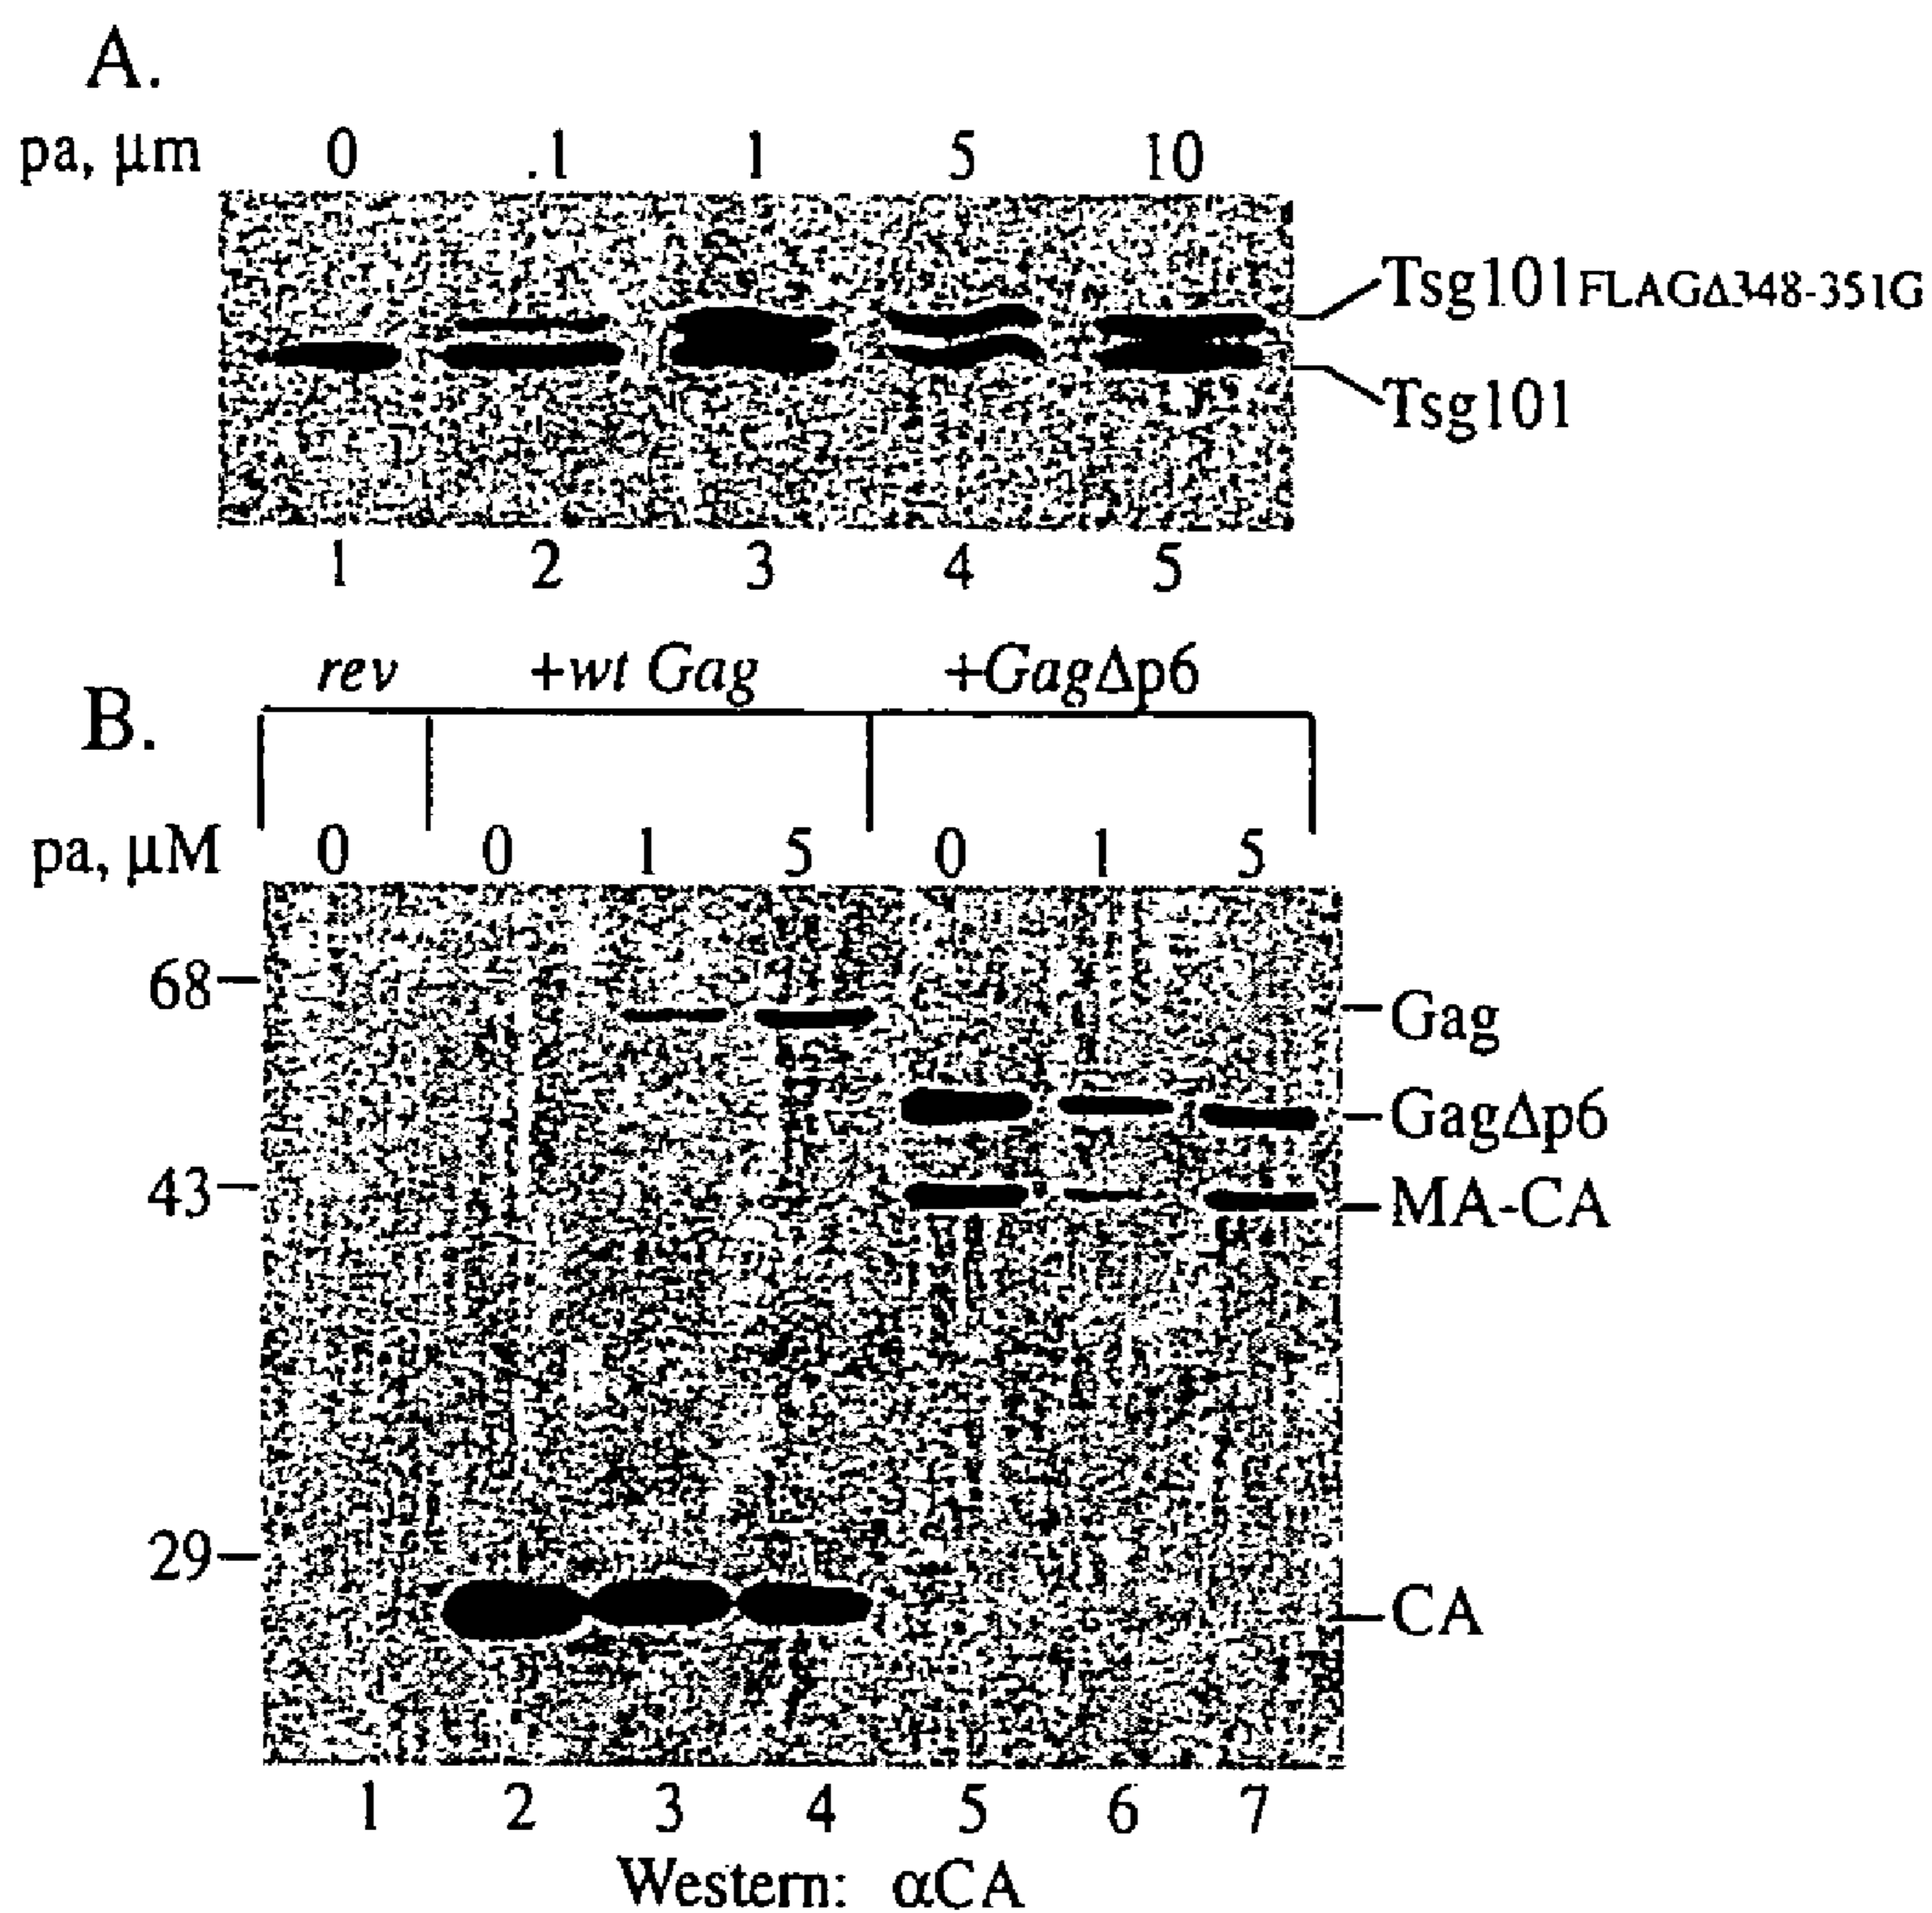 A.
pa, μm 0 .1 1 5 10
Tsg101FLAGΔ348-351G
Tsg101
1 2 3 4 5
rev +wt Gag +GagΔp6
B.
pa, μM 0 0 1 5 0 1 5
68
Gag
GagΔp6
43
MA-CA
29
CA
1 2 3 4 5 6 7
Western: αCA